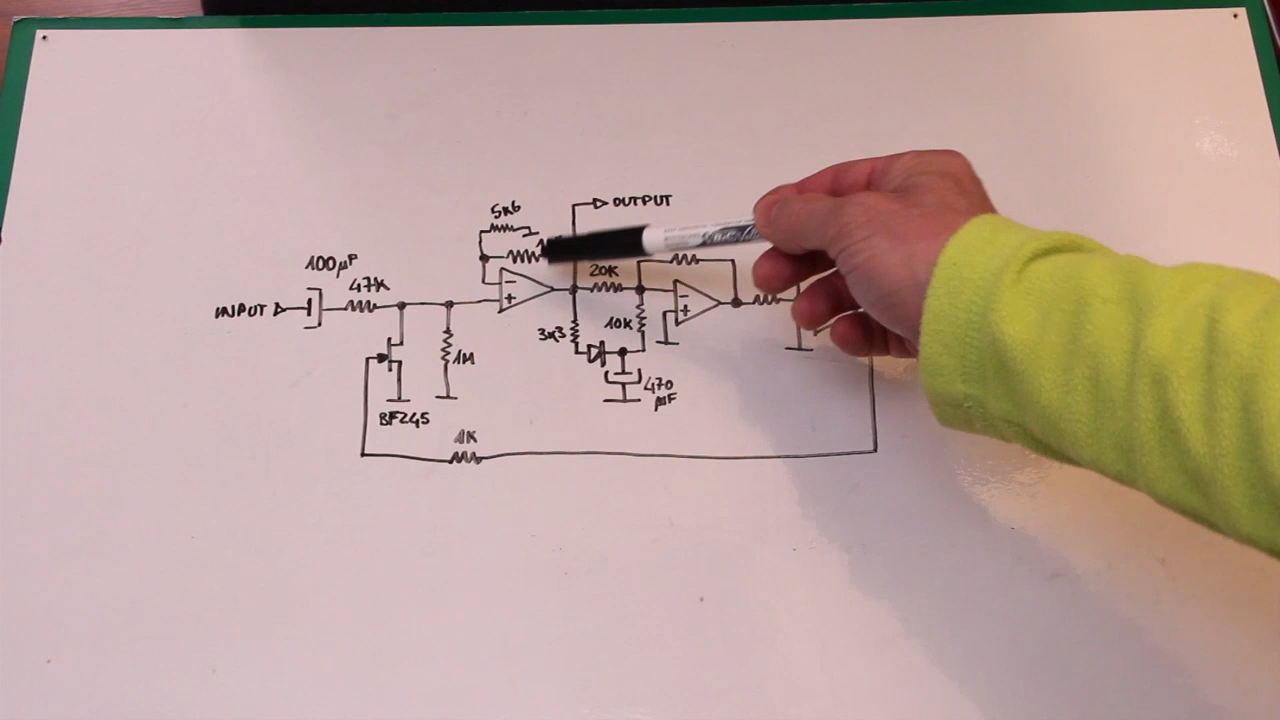 5k6
OUTPUT
100µF
47K
20K
INPUT
3k3
10K
1M
470
µF
BF245
1K